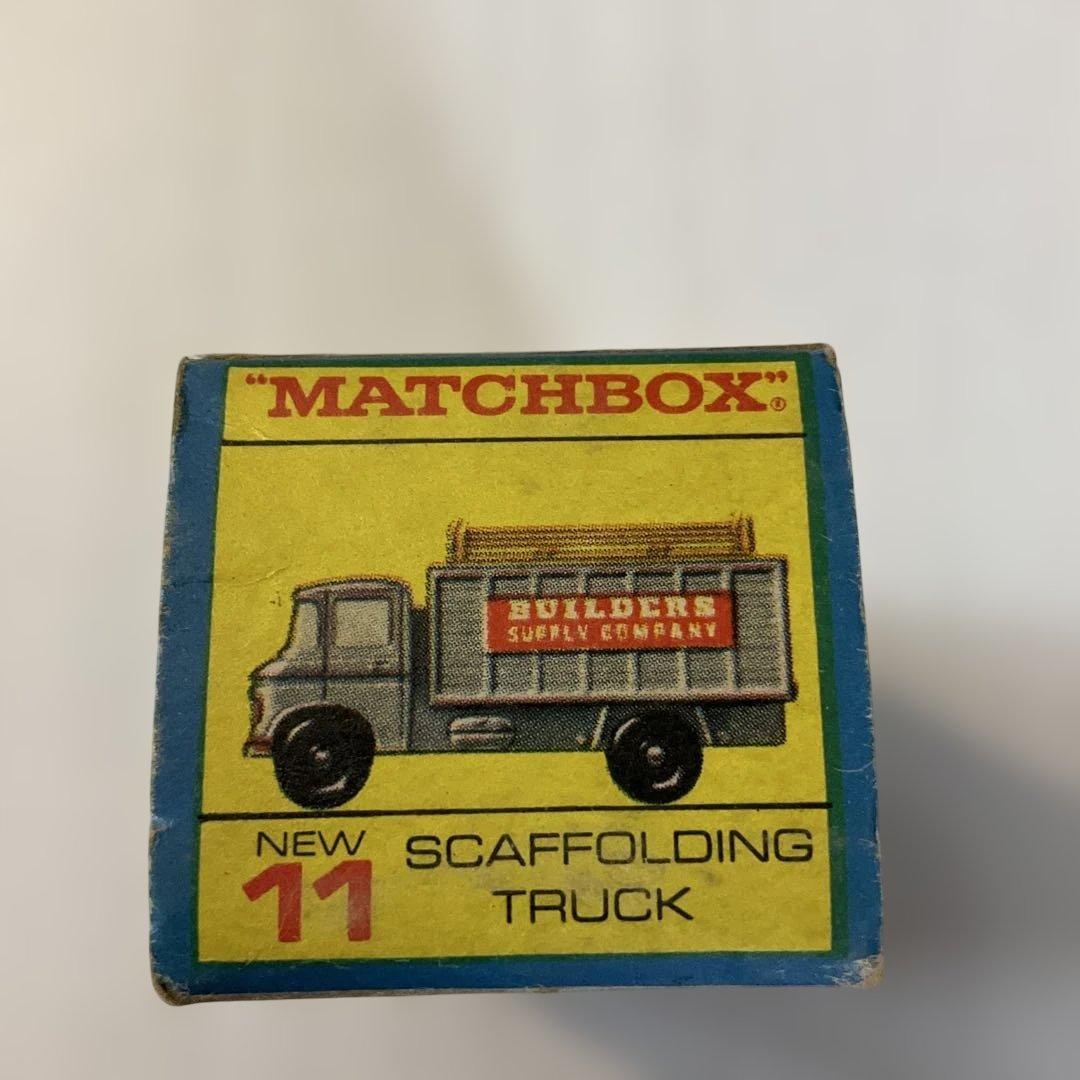 "MATCHBOX"®
BUILDERS
SUPPLY COMPANY
NEW
11
SCAFFOLDING
TRUCK